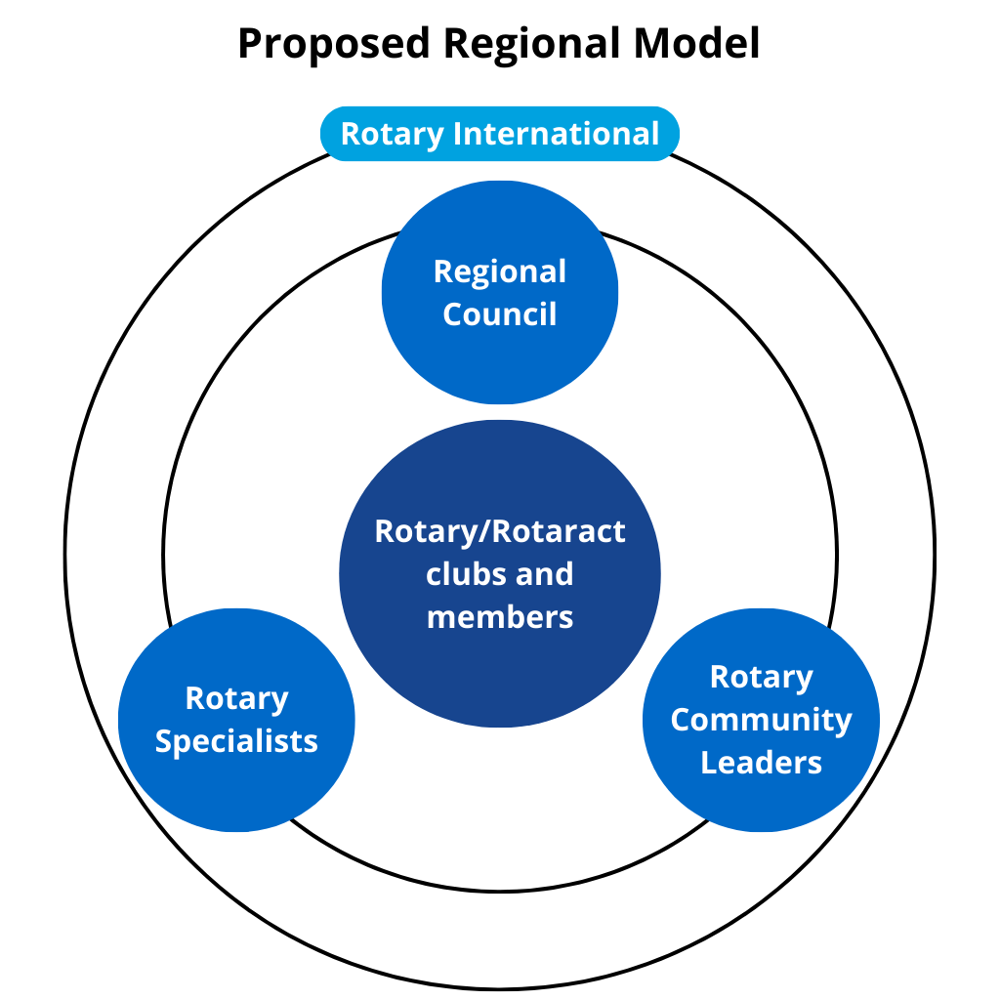 Proposed Regional Model
Rotary International
Regional
Council
Rotary/Rotaract
clubs and
members
Rotary
Specialists
Rotary
Community
Leaders